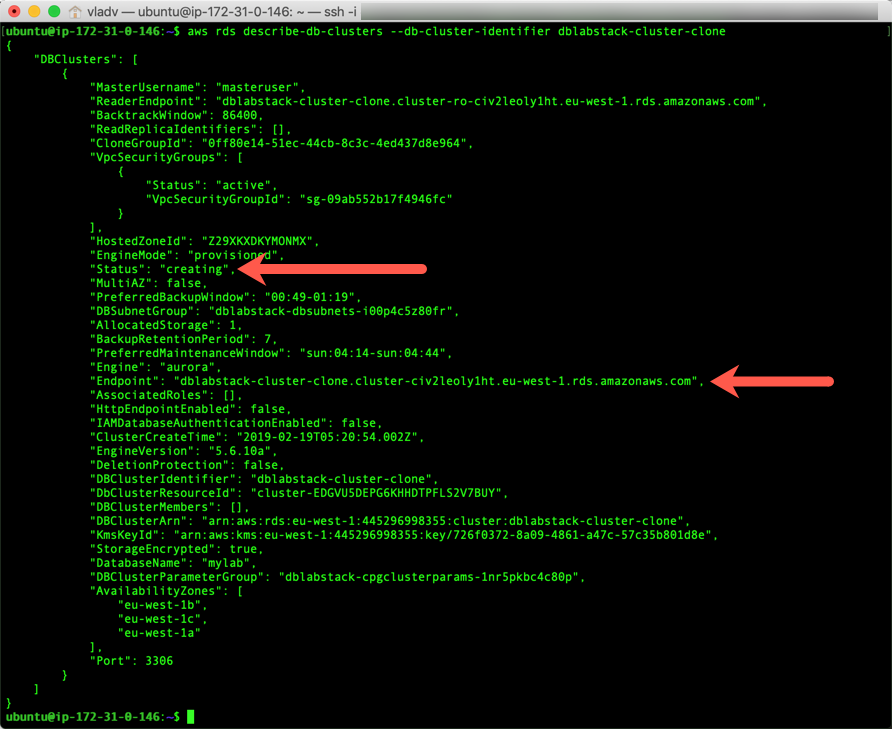 vladv — ubuntu@ip-172-31-0-146: ~ — ssh -i
[ubuntu@ip-172-31-0-146:~$ aws rds describe-db-clusters --db-cluster-identifier dblabstack-cluster-clone ]
{
    "DBClusters": [
        {
            "MasterUsername": "masteruser",
            "ReaderEndpoint": "dblabstack-cluster-clone.cluster-ro-civ2leoly1ht.eu-west-1.rds.amazonaws.com",
            "BacktrackWindow": 86400,
            "ReadReplicaIdentifiers": [],
            "CloneGroupId": "0ff80e14-51ec-44cb-8c3c-4ed437d8e964",
            "VpcSecurityGroups": [
                {
                    "Status": "active",
                    "VpcSecurityGroupId": "sg-09ab552b17f4946fc"
                }
            ],
            "HostedZoneId": "Z29XKXDKYMONMX",
            "EngineMode": "provisioned",
            "Status": "creating",
            "MultiAZ": false,
            "PreferredBackupWindow": "00:49-01:19",
            "DBSubnetGroup": "dblabstack-dbsubnets-i00p4c5z80fr",
            "AllocatedStorage": 1,
            "BackupRetentionPeriod": 7,
            "PreferredMaintenanceWindow": "sun:04:14-sun:04:44",
            "Engine": "aurora",
            "Endpoint": "dblabstack-cluster-clone.cluster-civ2leoly1ht.eu-west-1.rds.amazonaws.com",
            "AssociatedRoles": [],
            "HttpEndpointEnabled": false,
            "IAMDatabaseAuthenticationEnabled": false,
            "ClusterCreateTime": "2019-02-19T05:20:54.002Z",
            "EngineVersion": "5.6.10a",
            "DeletionProtection": false,
            "DBClusterIdentifier": "dblabstack-cluster-clone",
            "DbClusterResourceId": "cluster-EDGVU5DEPG6KHHDTPFLS2V7BUY",
            "DBClusterMembers": [],
            "DBClusterArn": "arn:aws:rds:eu-west-1:445296998355:cluster:dblabstack-cluster-clone",
            "KmsKeyId": "arn:aws:kms:eu-west-1:445296998355:key/726f0372-8a09-4861-a47c-57c35b801d8e",
            "StorageEncrypted": true,
            "DatabaseName": "mylab",
            "DBClusterParameterGroup": "dblabstack-cpgclusterparams-1nr5pkbc4c80p",
            "AvailabilityZones": [
                "eu-west-1b",
                "eu-west-1c",
                "eu-west-1a"
            ],
            "Port": 3306
        }
    ]
}
ubuntu@ip-172-31-0-146:~$